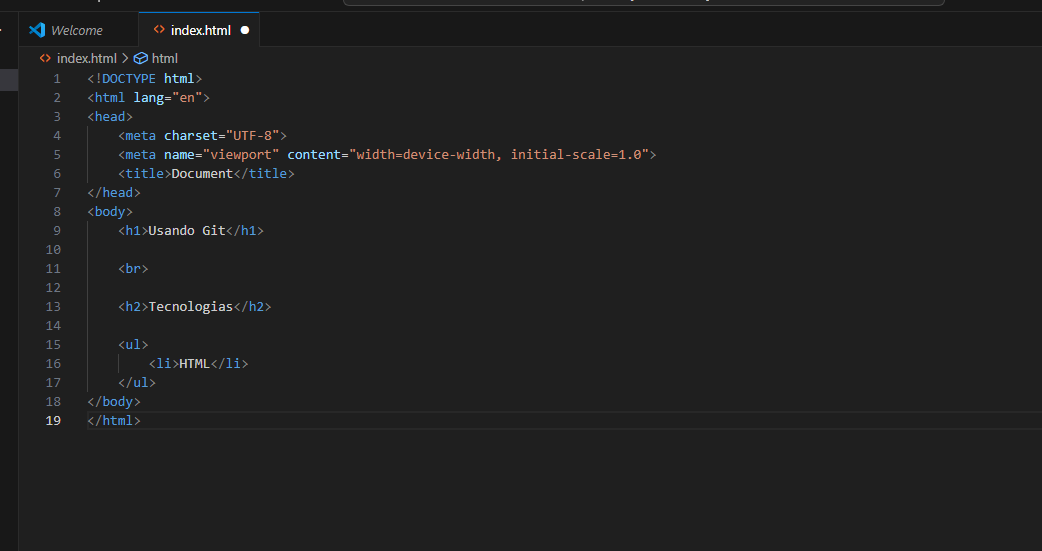 Welcome
index.html
index.html > html
1 <!DOCTYPE html>
2 <html lang="en">
3 <head>
4     <meta charset="UTF-8">
5     <meta name="viewport" content="width=device-width, initial-scale=1.0">
6     <title>Document</title>
7 </head>
8 <body>
9     <h1>Usando Git</h1>
10
11     <br>
12
13     <h2>Tecnologias</h2>
14
15     <ul>
16         <li>HTML</li>
17     </ul>
18 </body>
19 </html>